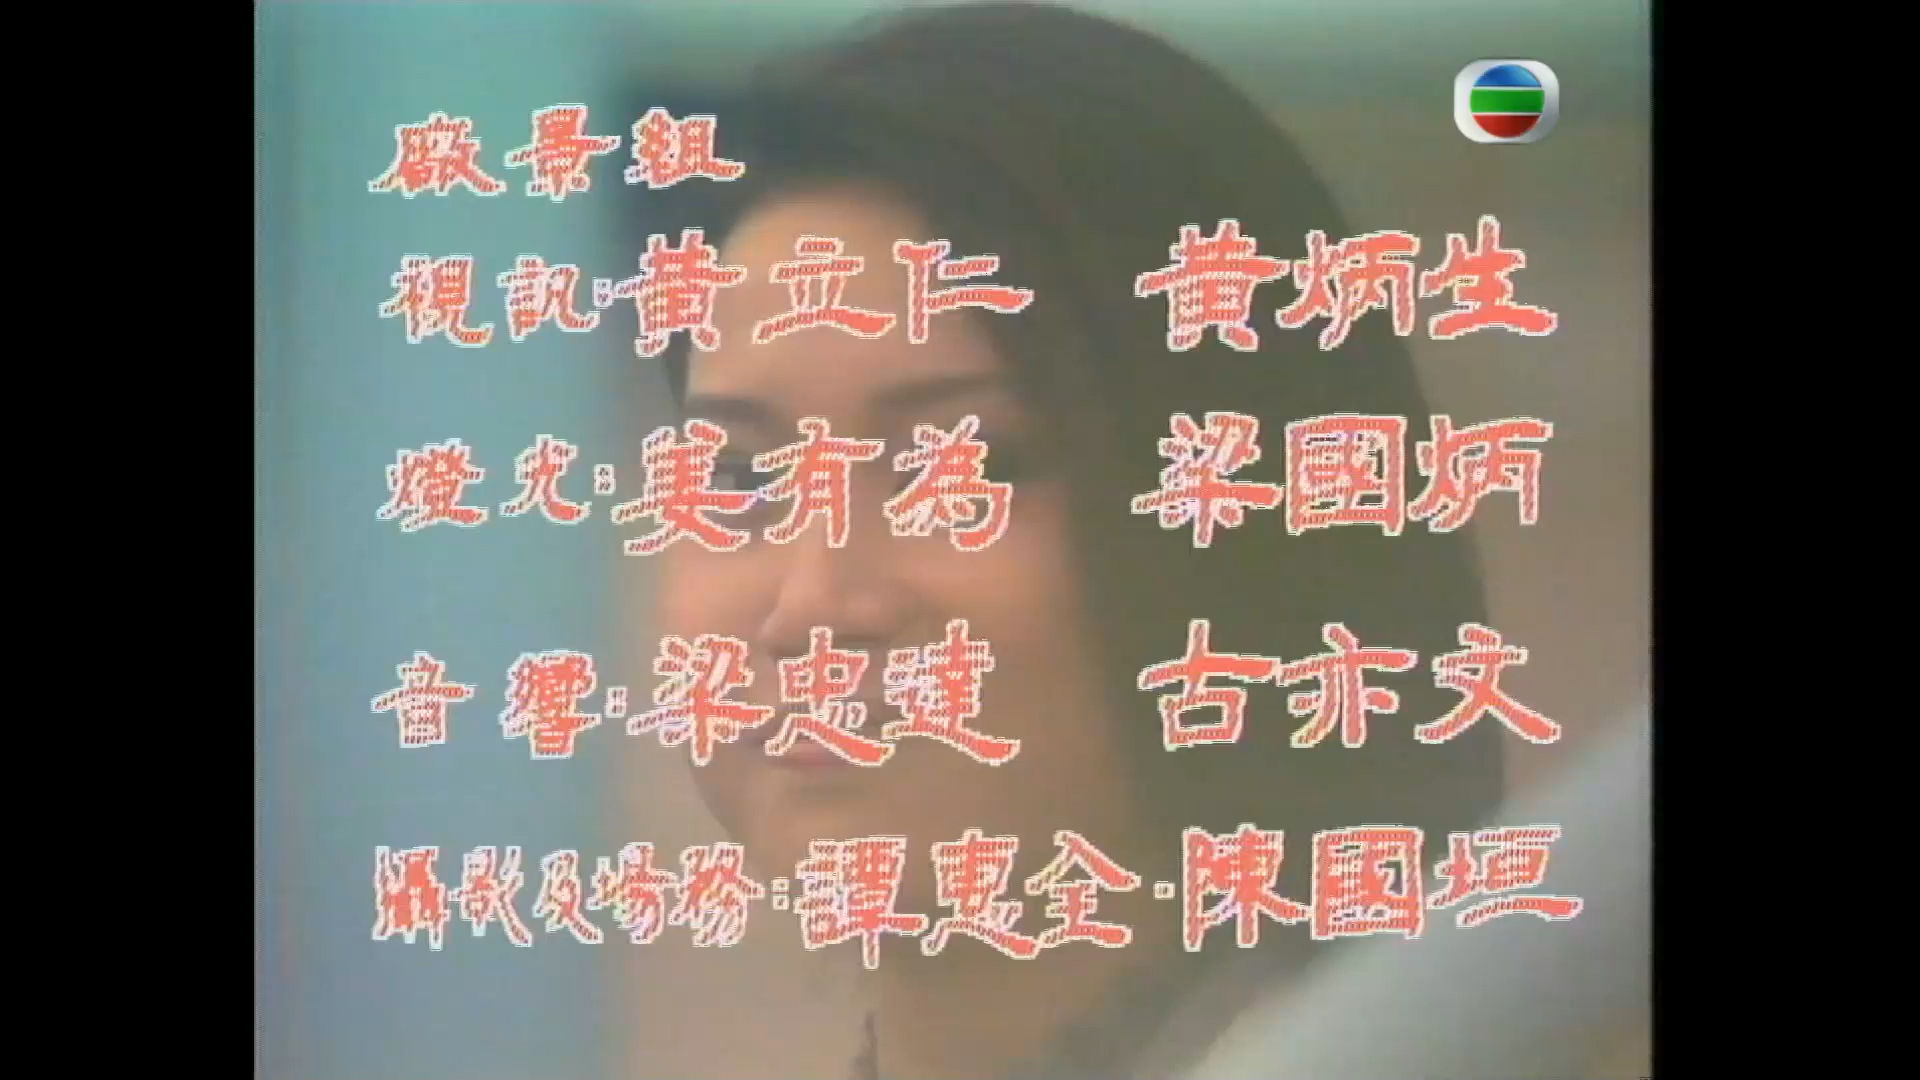 廠景組
視訊:黃立仁 黃炳生
燈光:姜有為 梁國炳
音響:梁忠達 古亦文
攝影及場務:譚惠全·陳國垣